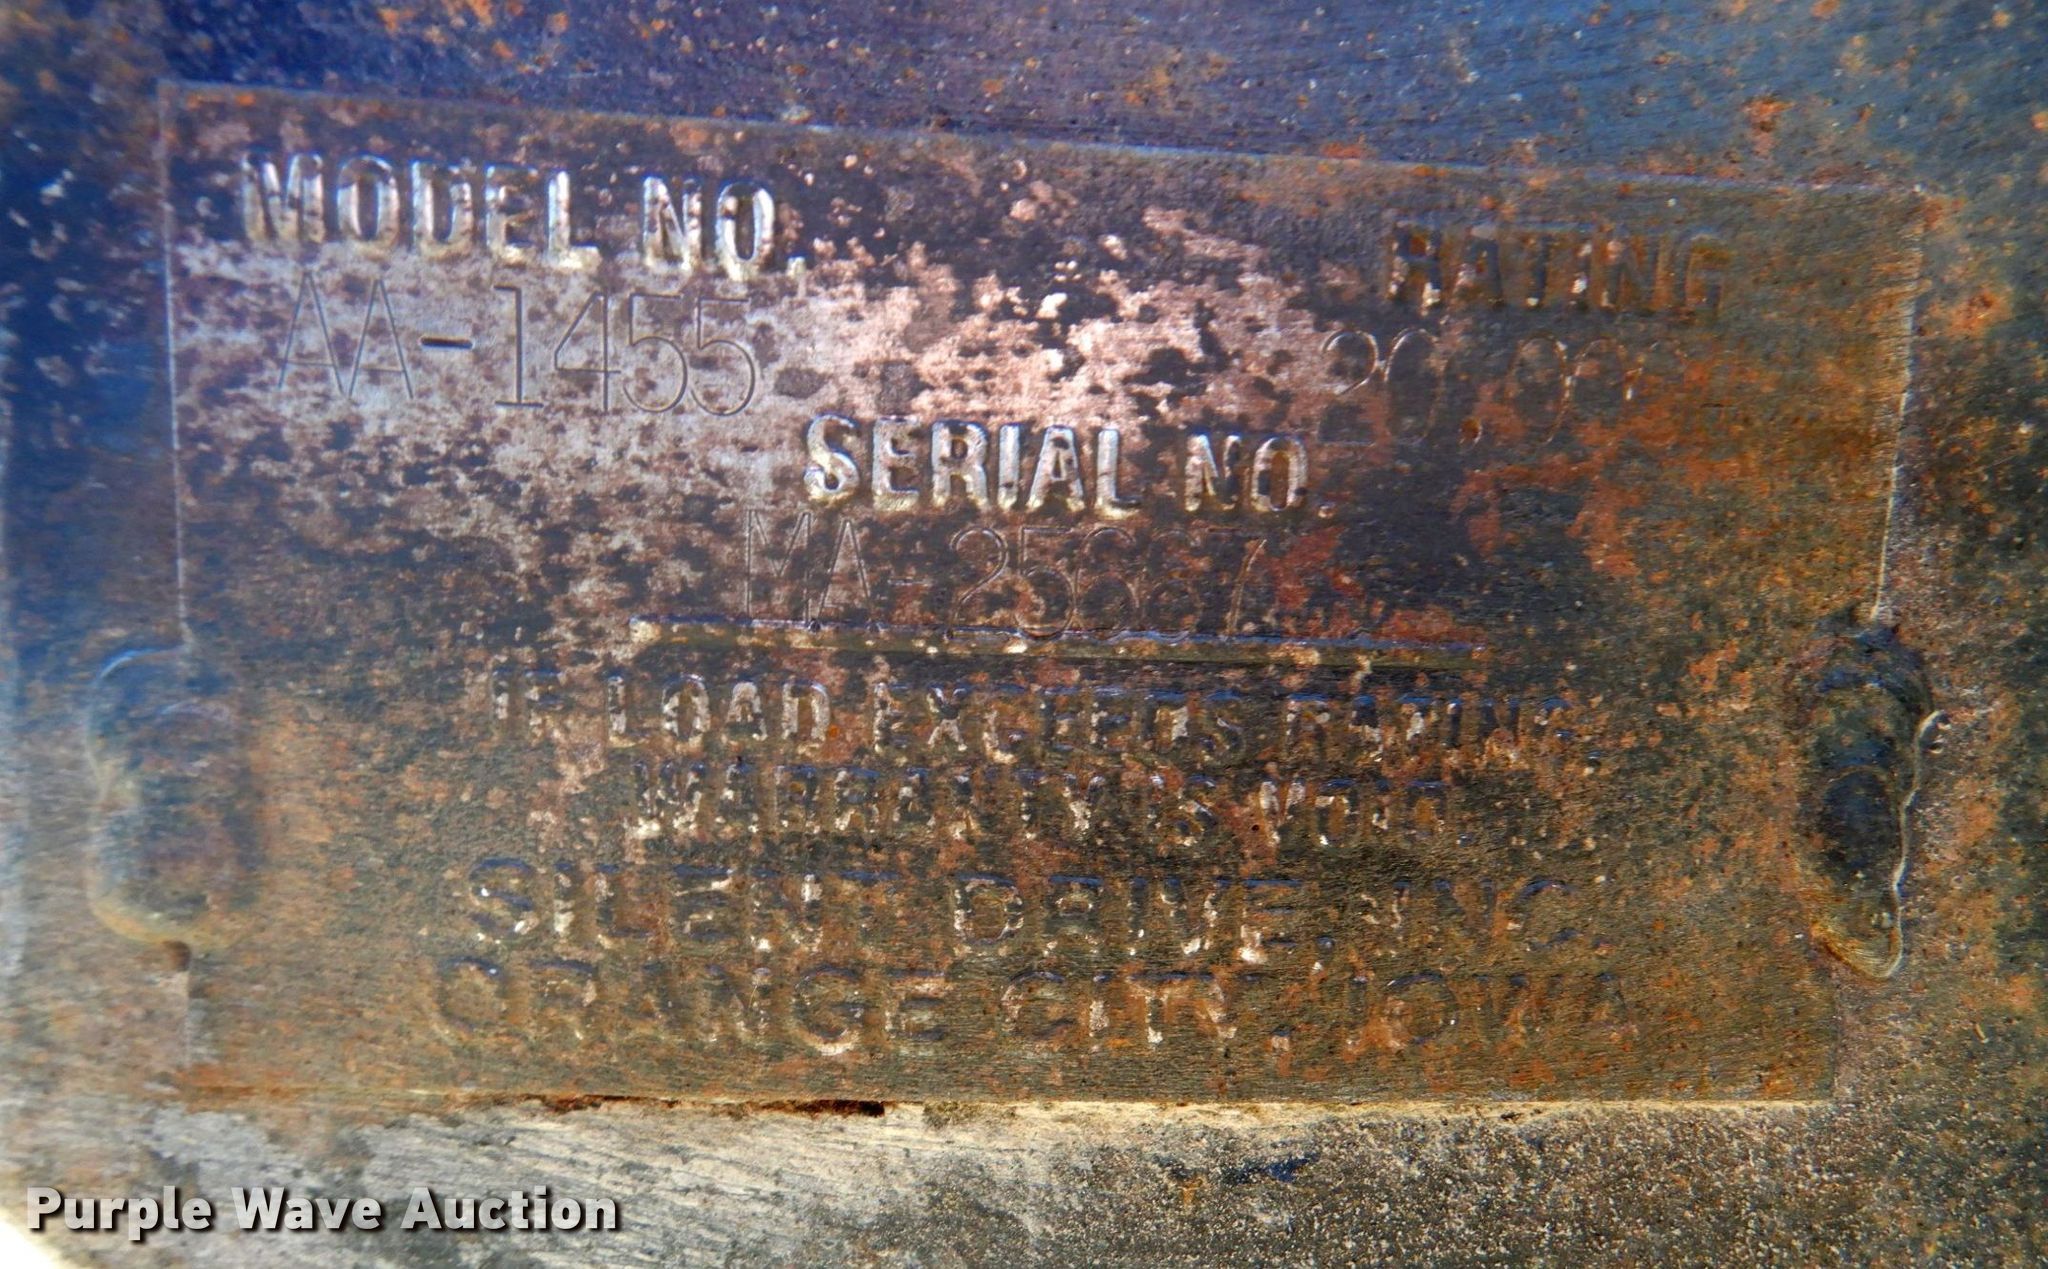 MODEL NO. RATING
AA-1455
SERIAL NO.
IF LOAD EXCEEDS RATING
WARRANTY IS VOID
SILENT DRIVE, INC.
ORANGE CITY, IOWA
Purple Wave Auction